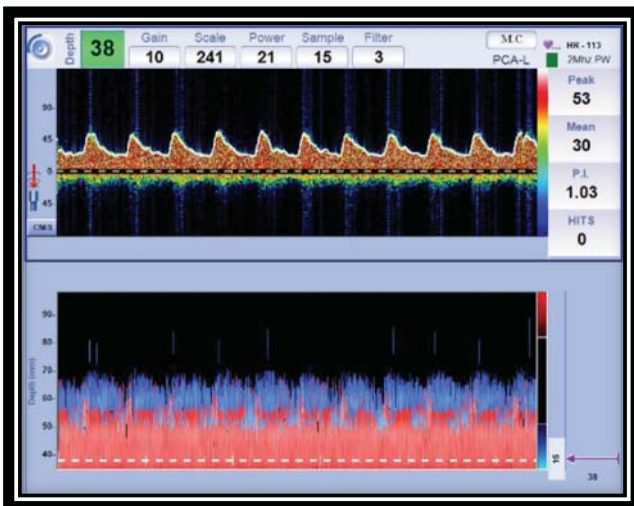 Depth 38
Gain 10
Scale 241
Power 21
Sample 15
Filter 3
M.C
PCA-L
HR - 113
2Mhz PW
Peak
53
Mean
30
P.I.
1.03
HITS
0
90
45
0
45
CM/S
Depth (mm)
90
80
70
60
50
40
15
38